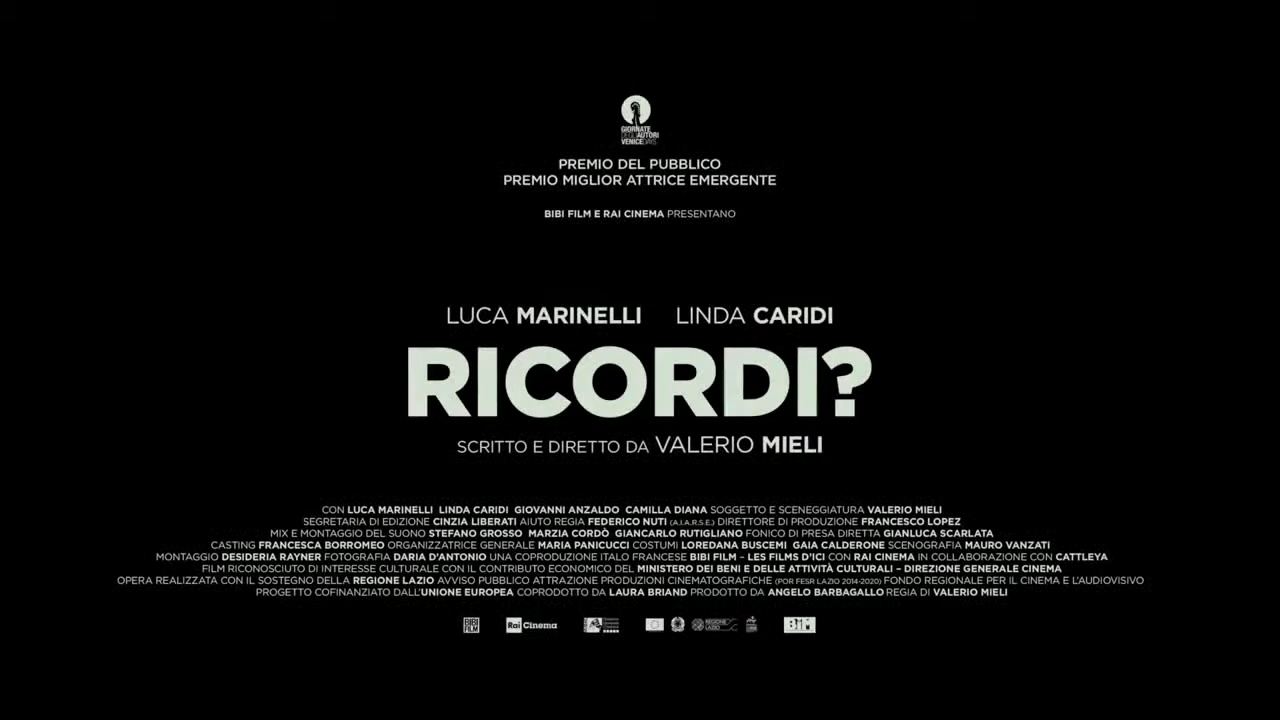 GIORNATE
DEGLI AUTORI
VENICE DAYS
PREMIO DEL PUBBLICO
PREMIO MIGLIOR ATTRICE EMERGENTE
BIBI FILM E RAI CINEMA PRESENTANO
LUCA MARINELLI LINDA CARIDI
RICORDI?
SCRITTO E DIRETTO DA VALERIO MIELI
CON LUCA MARINELLI LINDA CARIDI GIOVANNI ANZALDO CAMILLA DIANA SOGGETTO E SCENEGGIATURA VALERIO MIELI
SEGRETARIA DI EDIZIONE CINZIA LIBERATI AIUTO REGIA FEDERICO NUTI (A.I.A.R.S.E.) DIRETTORE DI PRODUZIONE FRANCESCO LOPEZ
MIX E MONTAGGIO DEL SUONO STEFANO GROSSO MARZIA CORDÒ GIANCARLO RUTIGLIANO FONICO DI PRESA DIRETTA GIANLUCA SCARLATA
CASTING FRANCESCA BORROMEO ORGANIZZATRICE GENERALE MARIA PANICUCCI COSTUMI LOREDANA BUSCEMI GAIA CALDERONE SCENOGRAFIA MAURO VANZATI
MONTAGGIO DESIDERIA RAYNER FOTOGRAFIA DARIA D'ANTONIO UNA COPRODUZIONE ITALO FRANCESE BIBI FILM – LES FILMS D'ICI CON RAI CINEMA IN COLLABORAZIONE CON CATTLEYA
FILM RICONOSCIUTO DI INTERESSE CULTURALE CON IL CONTRIBUTO ECONOMICO DEL MINISTERO DEI BENI E DELLE ATTIVITÀ CULTURALI – DIREZIONE GENERALE CINEMA
OPERA REALIZZATA CON IL SOSTEGNO DELLA REGIONE LAZIO AVVISO PUBBLICO ATTRAZIONE PRODUZIONI CINEMATOGRAFICHE (POR FESR LAZIO 2014-2020) FONDO REGIONALE PER IL CINEMA E L'AUDIOVISIVO
PROGETTO COFINANZIATO DALL'UNIONE EUROPEA COPRODOTTO DA LAURA BRIAND PRODOTTO DA ANGELO BARBAGALLO REGIA DI VALERIO MIELI
BIBI FILM Rai Cinema REGIONE LAZIO BiM